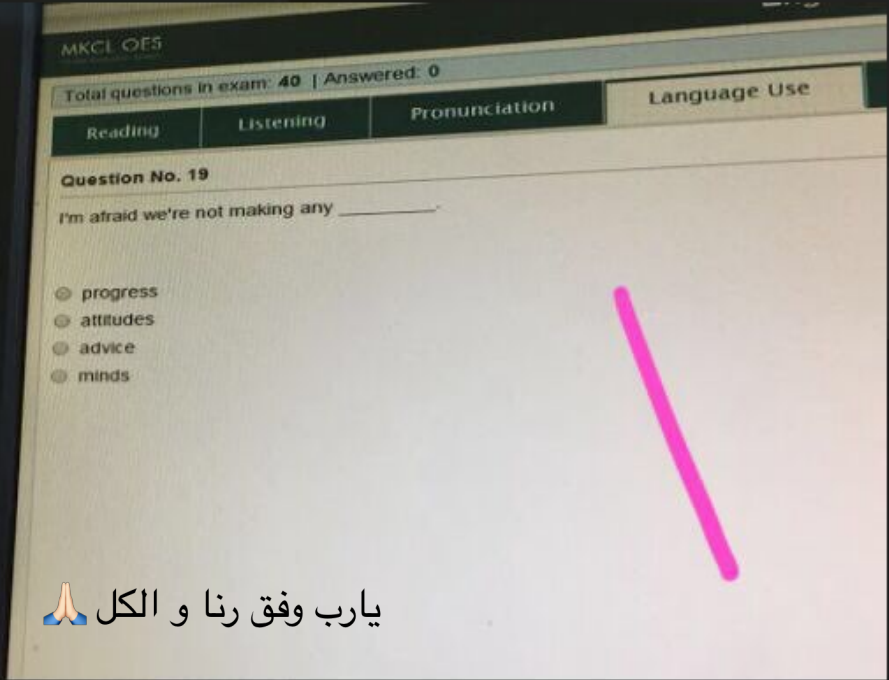 MKCL OES
Total questions in exam: 40 | Answered: 0
Reading
Listening
Pronunciation
Language Use
Question No. 19
I'm afraid we're not making any _________.
progress
attitudes
advice
minds
يارب وفق رنا و الكل🙏🏻